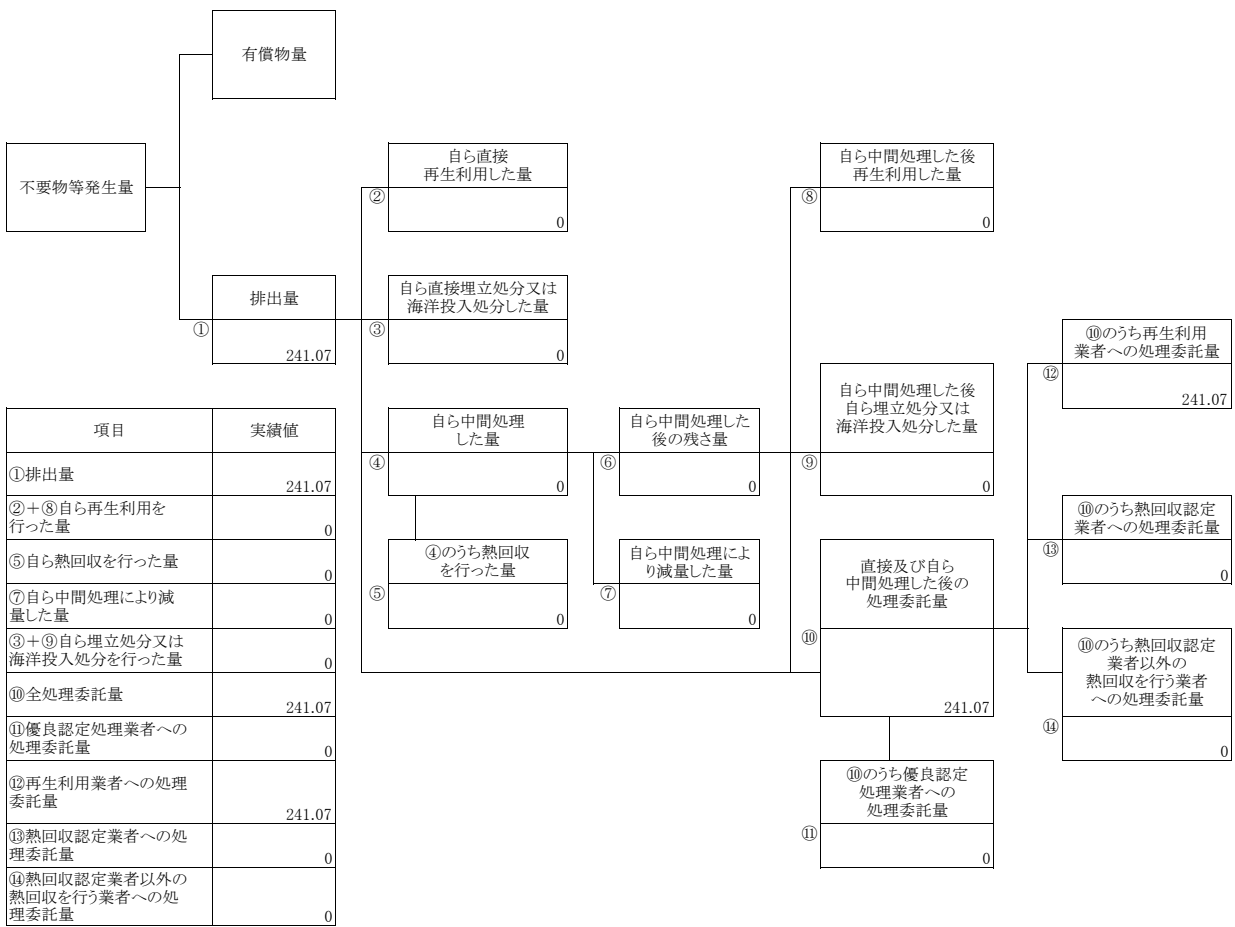 有償物量
不要物等発生量
自ら直接
再生利用した量
②
0
自ら中間処理した後
再生利用した量
⑧
0
排出量
①
241.07
自ら直接埋立処分又は
海洋投入処分した量
③
0
⑩のうち再生利用
業者への処理委託量
⑫
241.07
自ら中間処理
した量
④
0
自ら中間処理した
後の残さ量
⑥
0
自ら中間処理した後
自ら埋立処分又は
海洋投入処分した量
⑨
0
④のうち熱回収
を行った量
⑤
0
自ら中間処理によ
り減量した量
⑦
0
直接及び自ら
中間処理した後の
処理委託量
⑩
241.07
⑩のうち熱回収認定
業者への処理委託量
⑬
0
⑩のうち熱回収認定
業者以外の
熱回収を行う業者
への処理委託量
⑭
0
⑩のうち優良認定
処理業者への
処理委託量
⑪
0
項目 実績値
①排出量 241.07
②＋⑧自ら再生利用を
行った量 0
⑤自ら熱回収を行った量 0
⑦自ら中間処理により減
量した量 0
③＋⑨自ら埋立処分又は
海洋投入処分を行った量 0
⑩全処理委託量 241.07
⑪優良認定処理業者への
処理委託量 0
⑫再生利用業者への処理
委託量 241.07
⑬熱回収認定業者への処
理委託量 0
⑭熱回収認定業者以外の
熱回収を行う業者への処
理委託量 0